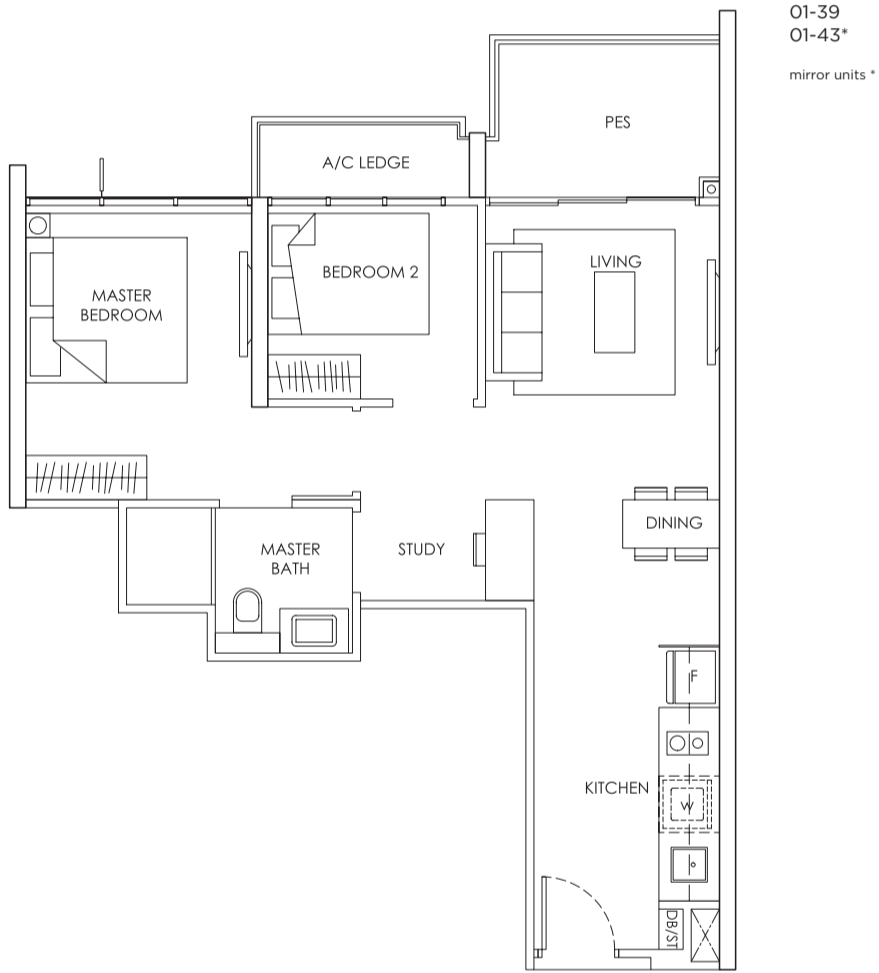 01-39
01-43*
mirror units *
PES
A/C LEDGE
MASTER
BEDROOM
BEDROOM 2
LIVING
MASTER
BATH
STUDY
DINING
F
KITCHEN
W
DB/ST